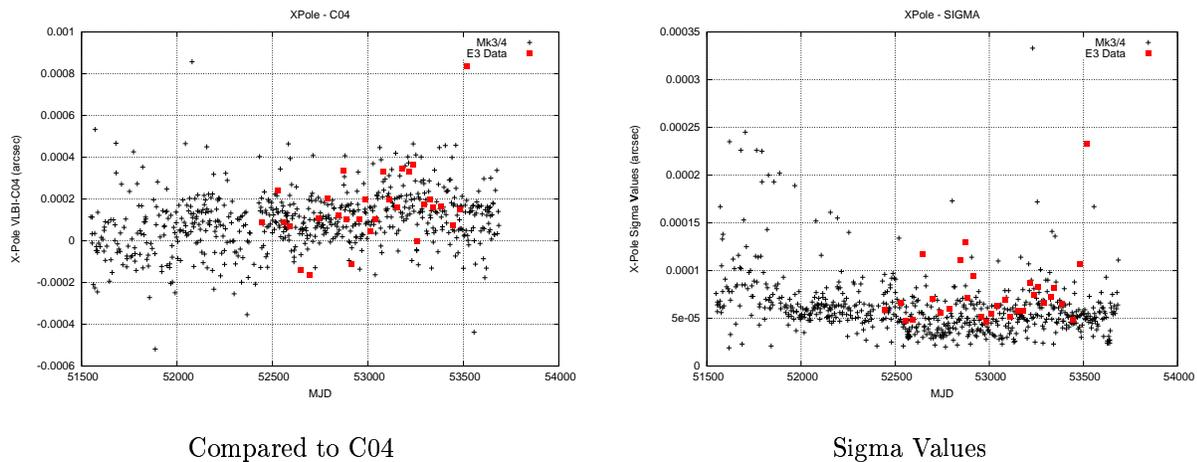 XPole - C04
0.001
0.0008
0.0006
0.0004
0.0002
0
-0.0002
-0.0004
-0.0006
X-Pole VLBI-C04 (arcsec)
51500 52000 52500 53000 53500 54000
MJD
Mk3/4
E3 Data
Compared to C04
XPole - SIGMA
0.00035
0.0003
0.00025
0.0002
0.00015
0.0001
5e-05
0
X-Pole Sigma Values (arcsec)
51500 52000 52500 53000 53500 54000
MJD
Mk3/4
E3 Data
Sigma Values